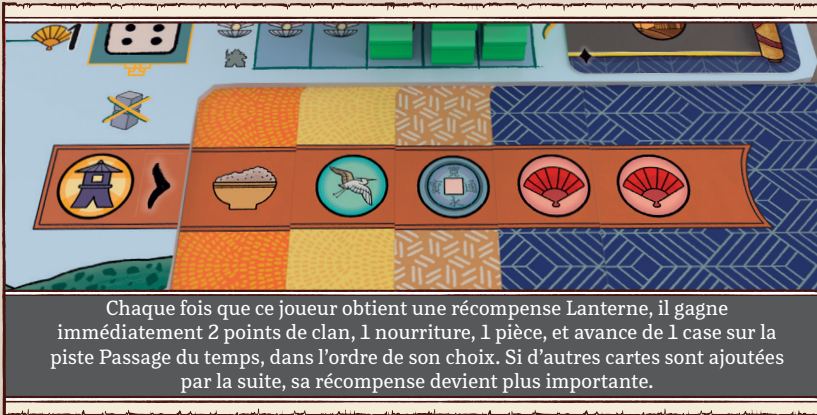 1
Chaque fois que ce joueur obtient une récompense Lanterne, il gagne
immédiatement 2 points de clan, 1 nourriture, 1 pièce, et avance de 1 case sur la
piste Passage du temps, dans l’ordre de son choix. Si d’autres cartes sont ajoutées
par la suite, sa récompense devient plus importante.